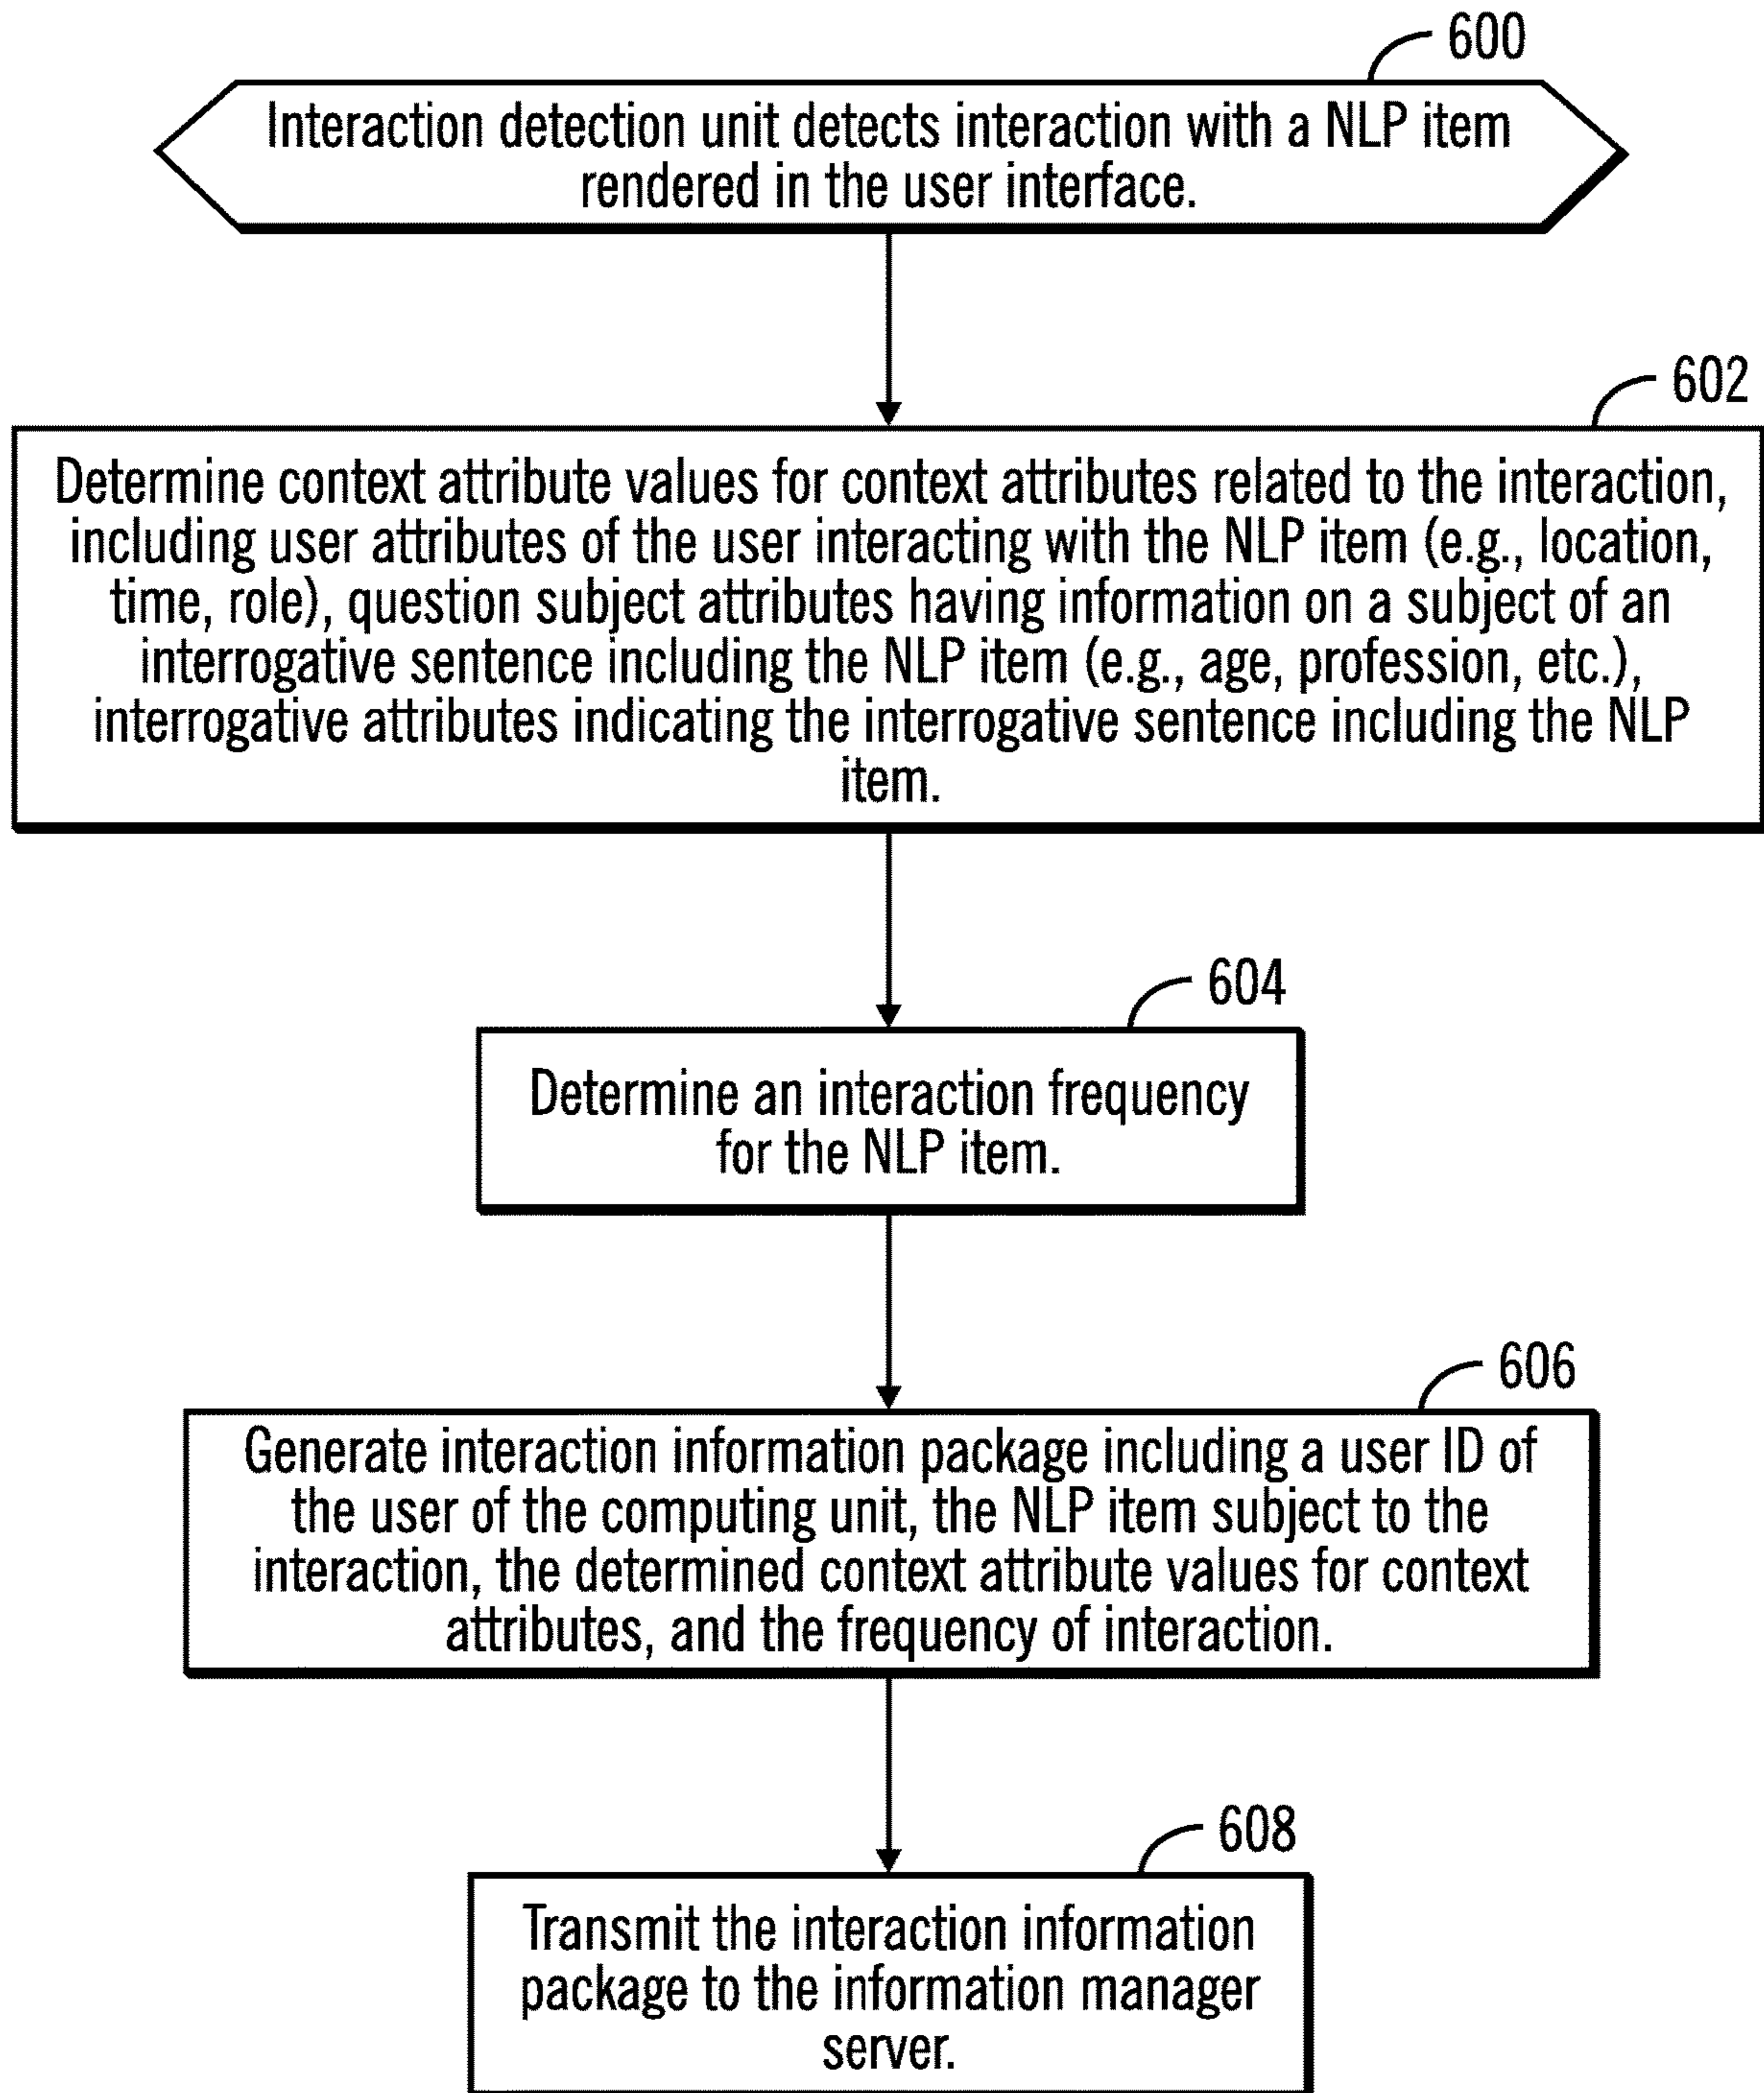 600
Interaction detection unit detects interaction with a NLP item
rendered in the user interface.
602
Determine context attribute values for context attributes related to the interaction,
including user attributes of the user interacting with the NLP item (e.g., location,
time, role), question subject attributes having information on a subject of an
interrogative sentence including the NLP item (e.g., age, profession, etc.),
interrogative attributes indicating the interrogative sentence including the NLP
item.
604
Determine an interaction frequency
for the NLP item.
606
Generate interaction information package including a user ID of
the user of the computing unit, the NLP item subject to the
interaction, the determined context attribute values for context
attributes, and the frequency of interaction.
608
Transmit the interaction information
package to the information manager
server.